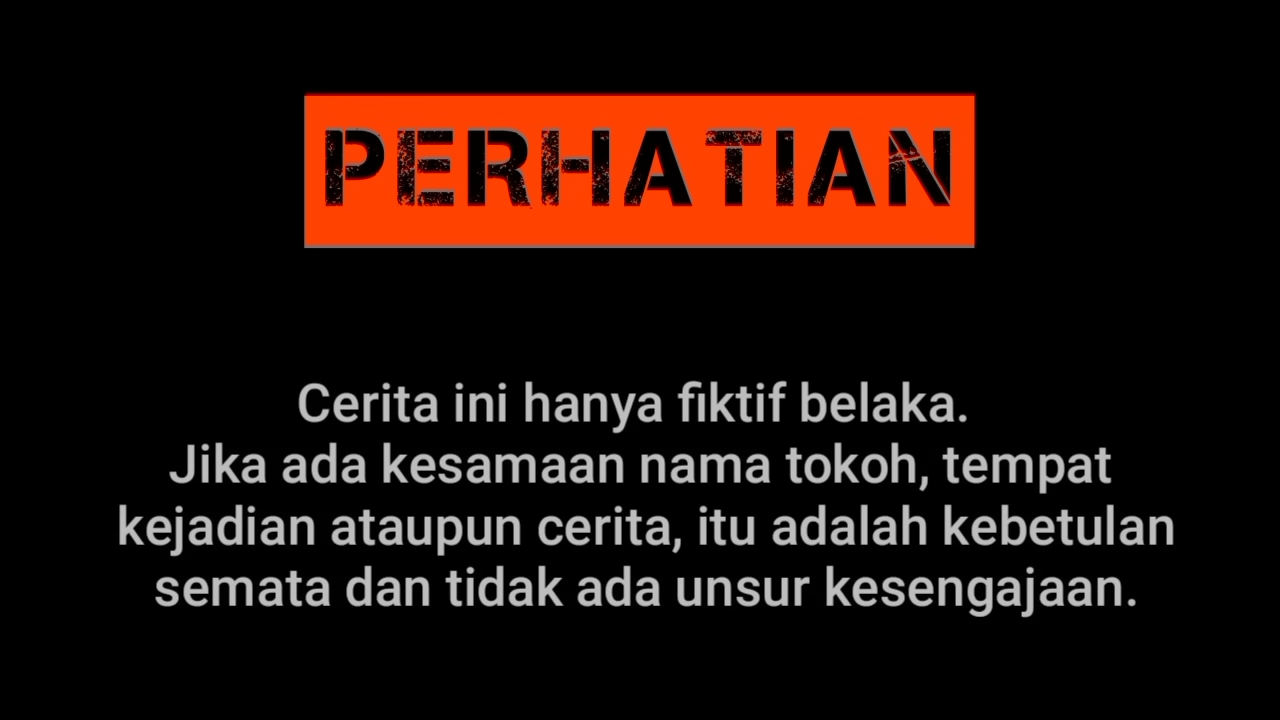 PERHATIAN
Cerita ini hanya fiktif belaka.
Jika ada kesamaan nama tokoh, tempat
kejadian ataupun cerita, itu adalah kebetulan
semata dan tidak ada unsur kesengajaan.